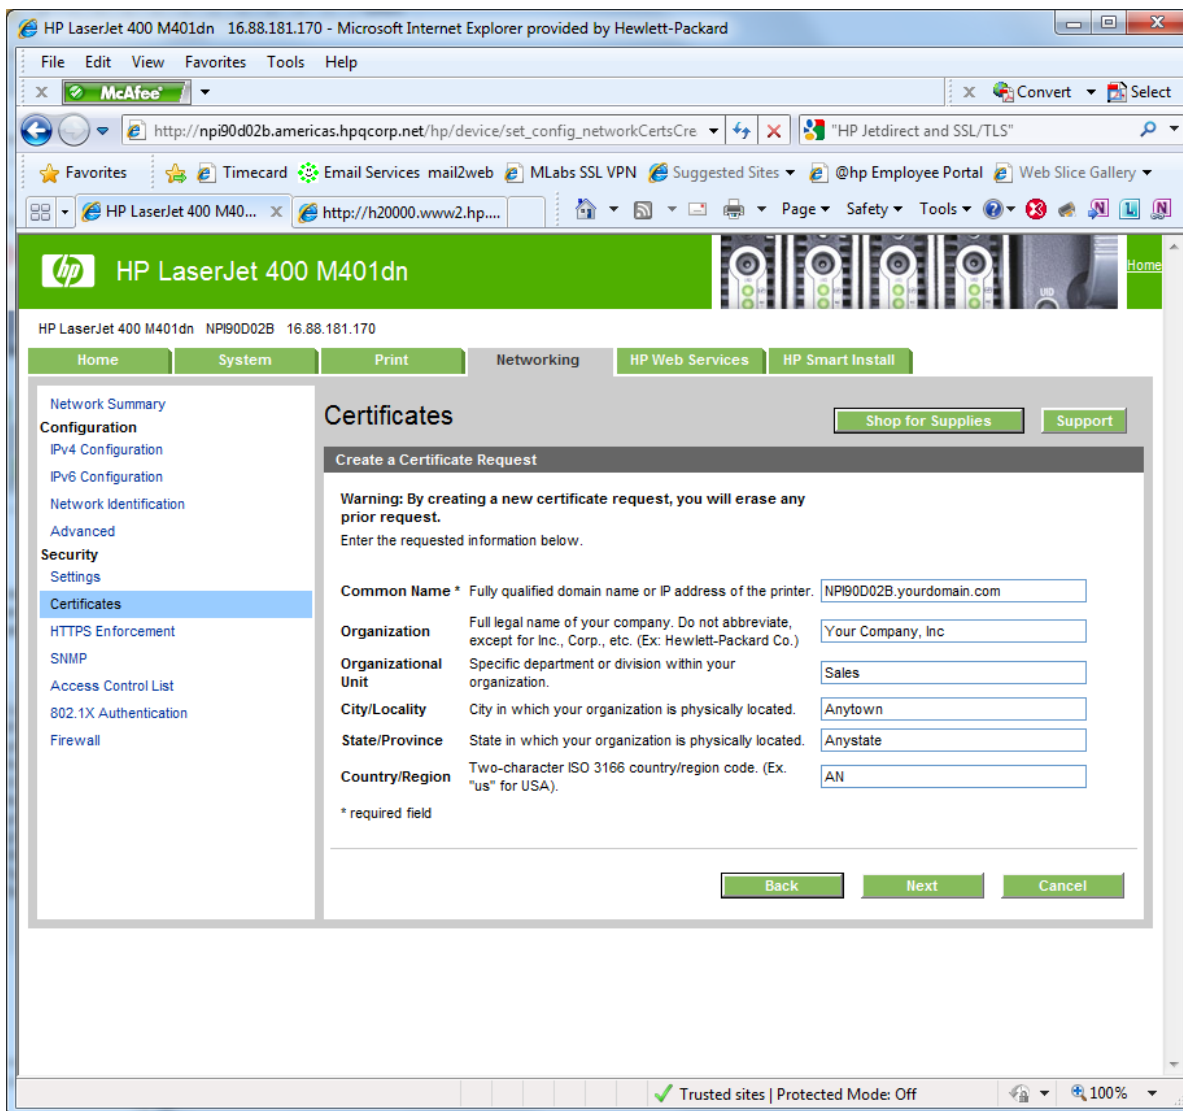 HP LaserJet 400 M401dn   16.88.181.170 - Microsoft Internet Explorer provided by Hewlett-Packard
File Edit View Favorites Tools Help
X McAfee X Convert Select
http://npi90d02b.americas.hpqcorp.net/hp/device/set_config_networkCertsCre "HP Jetdirect and SSL/TLS"
Favorites Timecard Email Services mail2web MLabs SSL VPN Suggested Sites @hp Employee Portal Web Slice Gallery
HP LaserJet 400 M40... X http://h20000.www2.hp.... Page Safety Tools
hp HP LaserJet 400 M401dn UID Home
HP LaserJet 400 M401dn NPI90D02B 16.88.181.170
Home System Print Networking HP Web Services HP Smart Install
Network Summary
Configuration
IPv4 Configuration
IPv6 Configuration
Network Identification
Advanced
Security
Settings
Certificates
HTTPS Enforcement
SNMP
Access Control List
802.1X Authentication
Firewall
Certificates
Shop for Supplies Support
Create a Certificate Request
Warning: By creating a new certificate request, you will erase any
prior request.
Enter the requested information below.
Common Name * Fully qualified domain name or IP address of the printer. NPI90D02B.yourdomain.com
Organization Full legal name of your company. Do not abbreviate,
except for Inc., Corp., etc. (Ex: Hewlett-Packard Co.) Your Company, Inc
Organizational
Unit Specific department or division within your
organization. Sales
City/Locality City in which your organization is physically located. Anytown
State/Province State in which your organization is physically located. Anystate
Country/Region Two-character ISO 3166 country/region code. (Ex.
"us" for USA). AN
* required field
Back Next Cancel
Trusted sites | Protected Mode: Off 100%